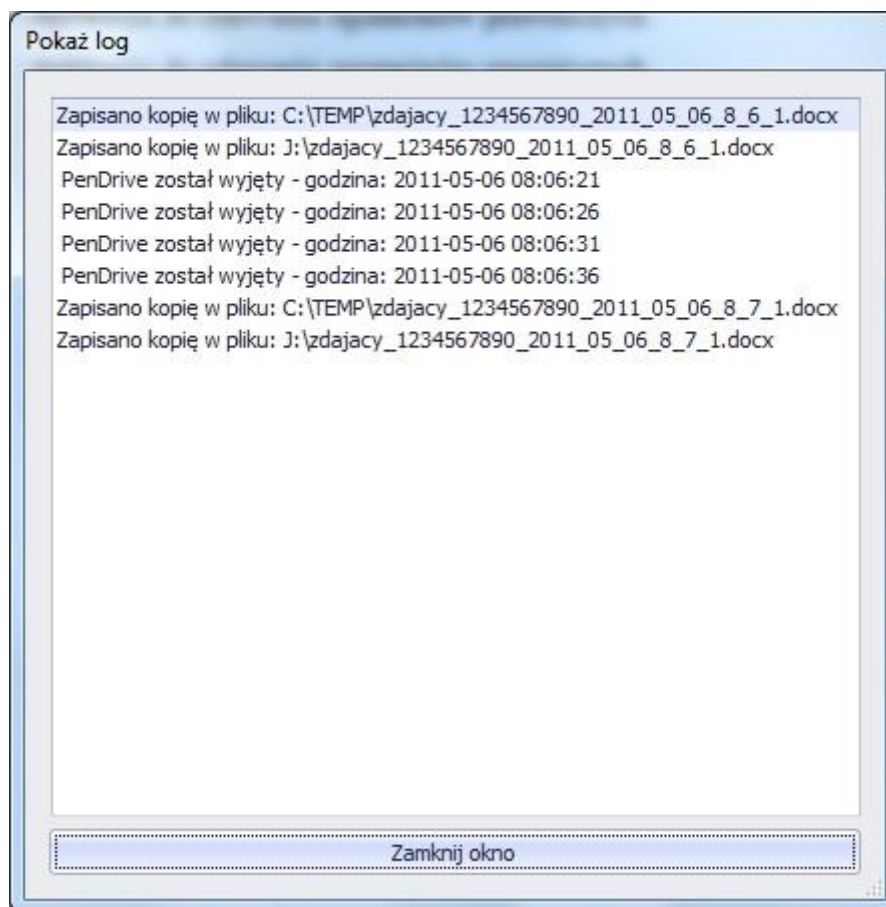 Pokaż log
Zapisano kopię w pliku: C:\TEMP\zdajacy_1234567890_2011_05_06_8_6_1.docx
Zapisano kopię w pliku: J:\zdajacy_1234567890_2011_05_06_8_6_1.docx
PenDrive został wyjęty - godzina: 2011-05-06 08:06:21
PenDrive został wyjęty - godzina: 2011-05-06 08:06:26
PenDrive został wyjęty - godzina: 2011-05-06 08:06:31
PenDrive został wyjęty - godzina: 2011-05-06 08:06:36
Zapisano kopię w pliku: C:\TEMP\zdajacy_1234567890_2011_05_06_8_7_1.docx
Zapisano kopię w pliku: J:\zdajacy_1234567890_2011_05_06_8_7_1.docx
Zamknij okno